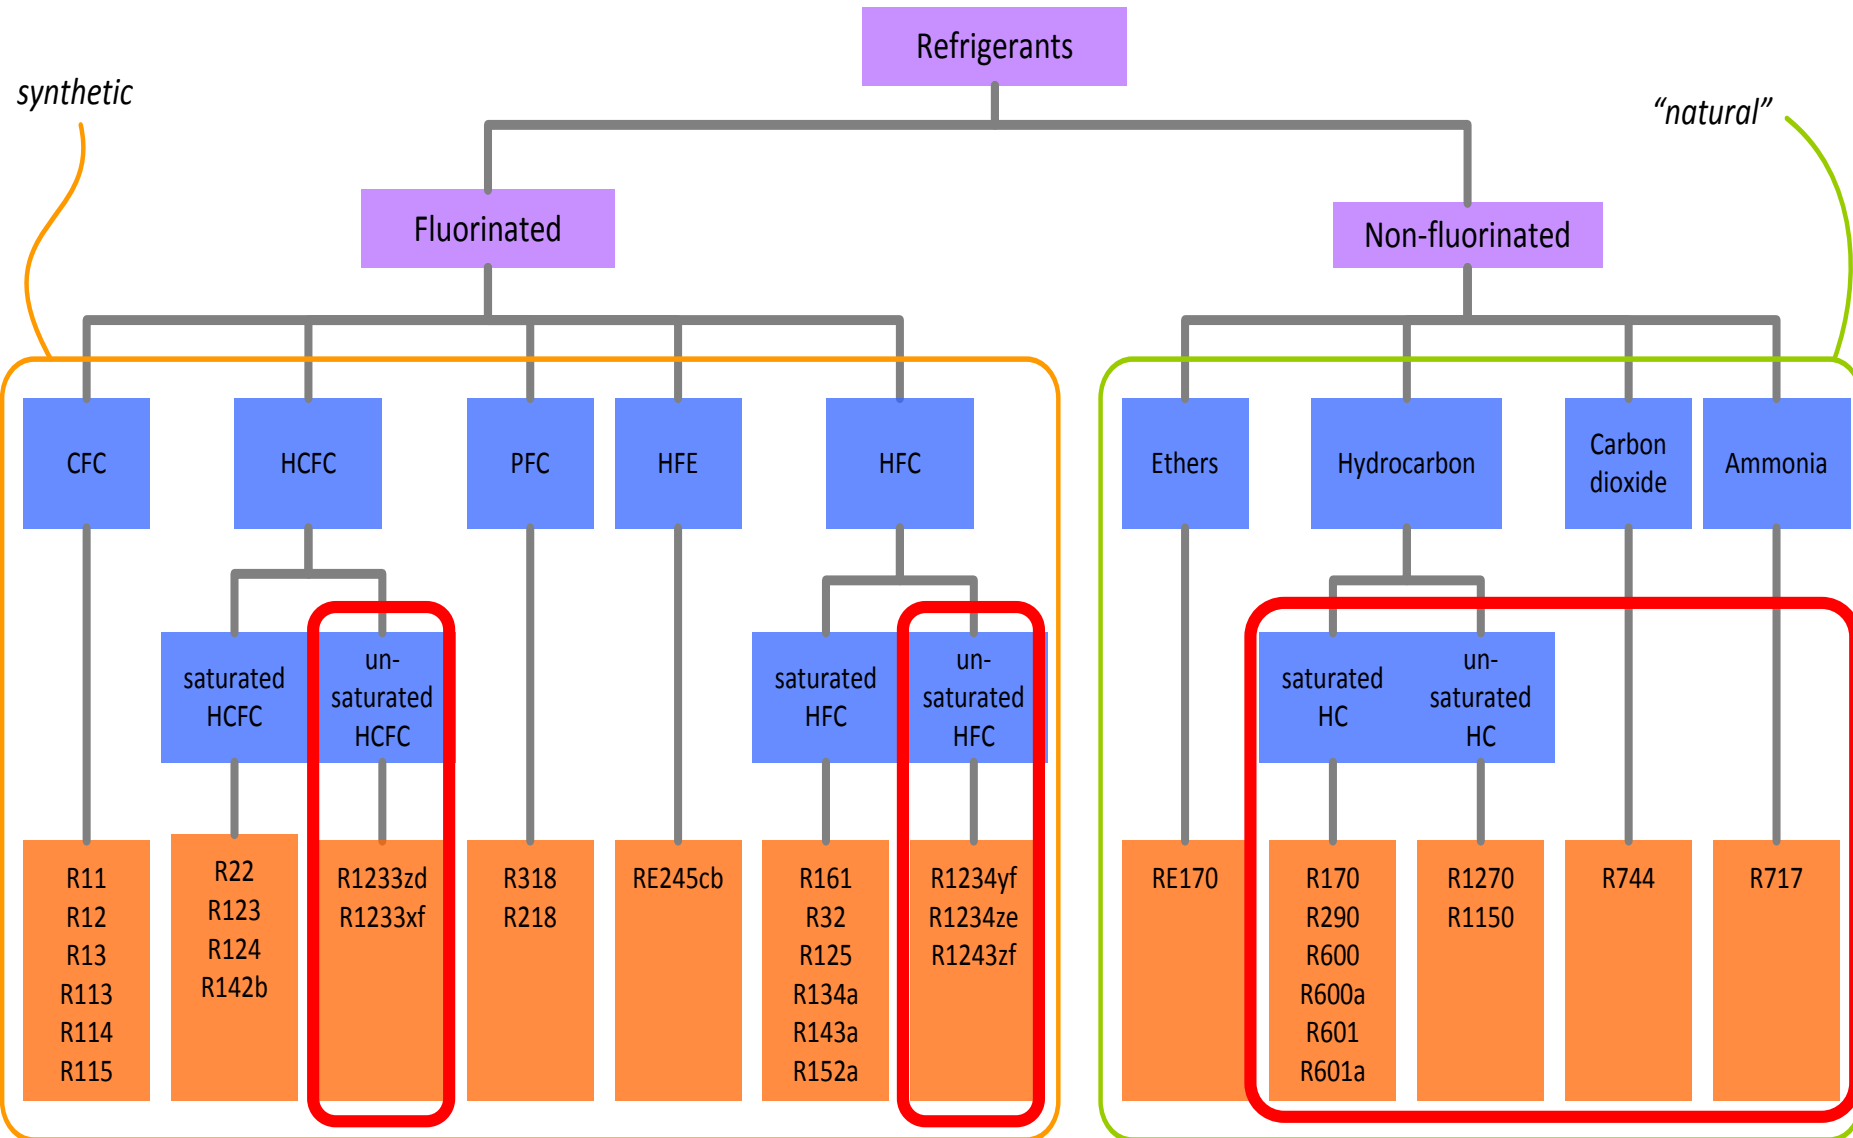 Refrigerants
synthetic
“natural”
Fluorinated
Non-fluorinated
CFC
HCFC
PFC
HFE
HFC
Ethers
Hydrocarbon
Carbon
dioxide
Ammonia
saturated
HCFC
un-
saturated
HCFC
saturated
HFC
un-
saturated
HFC
saturated
HC
un-
saturated
HC
R11
R12
R13
R113
R114
R115
R22
R123
R124
R142b
R1233zd
R1233xf
R318
R218
RE245cb
R161
R32
R125
R134a
R143a
R152a
R1234yf
R1234ze
R1243zf
RE170
R170
R290
R600
R600a
R601
R601a
R1270
R1150
R744
R717